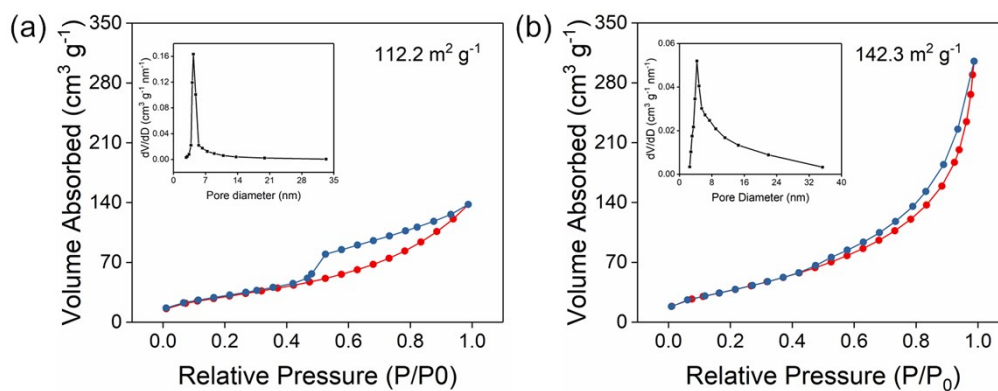 (a)
Volume Absorbed (cm³ g⁻¹)
350
280
210
140
70
0
0.0 0.2 0.4 0.6 0.8 1.0
Relative Pressure (P/P0)
112.2 m² g⁻¹
dV/dD (cm³ g⁻¹ nm⁻¹)
0.16
0.12
0.08
0.04
0.00
0 7 14 21 28 35
Pore diameter (nm)
(b)
Volume Absorbed (cm³ g⁻¹)
350
280
210
140
70
0
0.0 0.2 0.4 0.6 0.8 1.0
Relative Pressure (P/P₀)
142.3 m² g⁻¹
dV/dD (cm³ g⁻¹ nm⁻¹)
0.06
0.04
0.02
0.00
0 8 16 24 32 40
Pore Diameter (nm)